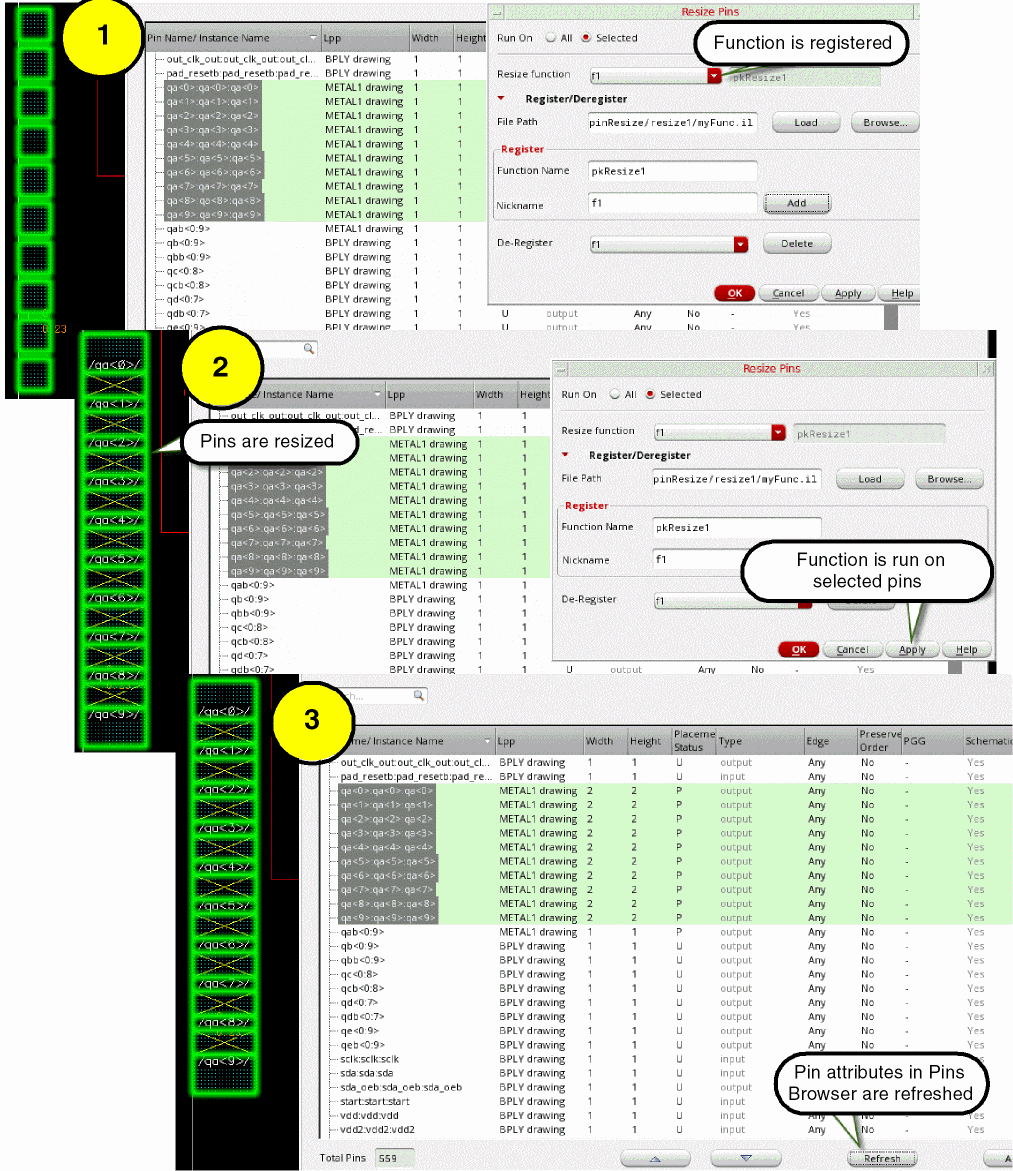 1
Resize Pins
Run On All Selected
Function is registered
Resize function f1 pkResize1
Register/Deregister
File Path pinResize/resize1/myFunc.il Load Browse...
Register
Function Name pkResize1
Nickname f1 Add
De-Register f1 Delete
OK Cancel Apply Help
Pin Name/ Instance Name Lpp Width Height
out_clk_out:out_clk_out:out_cl... BPLY drawing 1 1
pad_resetb:pad_resetb:pad_re... BPLY drawing 1 1
qa<0>:qa<0>:qa<0> METAL1 drawing 1 1
qa<1>:qa<1>:qa<1> METAL1 drawing 1 1
qa<2>:qa<2>:qa<2> METAL1 drawing 1 1
qa<3>:qa<3>:qa<3> METAL1 drawing 1 1
qa<4>:qa<4>:qa<4> METAL1 drawing 1 1
qa<5>:qa<5>:qa<5> METAL1 drawing 1 1
qa<6>:qa<6>:qa<6> METAL1 drawing 1 1
qa<7>:qa<7>:qa<7> METAL1 drawing 1 1
qa<8>:qa<8>:qa<8> METAL1 drawing 1 1
qa<9>:qa<9>:qa<9> METAL1 drawing 1 1
qab<0:9> METAL1 drawing 1 1
qb<0:9> BPLY drawing 1 1
qbb<0:9> BPLY drawing 1 1
qc<0:8> BPLY drawing 1 1
qcb<0:8> BPLY drawing 1 1
qd<0:7> BPLY drawing 1 1
qdb<0:7> BPLY drawing 1 1 U output Any No - Yes
qe<0:9> BPLY drawing 1 1 U output Any No - Yes
2
Pins are resized
/qa<0>/
/qa<1>/
/qa<2>/
/qa<3>/
/qa<4>/
/qa<5>/
/qa<6>/
/qa<7>/
/qa<8>/
/qa<9>/
/ Instance Name Lpp Width Height
out_clk_out:out_clk_out:out_cl... BPLY drawing 1 1
_re... BPLY drawing 1 1
METAL1 drawing 1 1
METAL1 drawing 1 1
qa<2>:qa<2>:qa<2> METAL1 drawing 1 1
qa<3>:qa<3>:qa<3> METAL1 drawing 1 1
qa<4>:qa<4>:qa<4> METAL1 drawing 1 1
qa<5>:qa<5>:qa<5> METAL1 drawing 1 1
qa<6>:qa<6>:qa<6> METAL1 drawing 1 1
qa<7>:qa<7>:qa<7> METAL1 drawing 1 1
qa<8>:qa<8>:qa<8> METAL1 drawing 1 1
qa<9>:qa<9>:qa<9> METAL1 drawing 1 1
qab<0:9> METAL1 drawing 1 1
qb<0:9> BPLY drawing 1 1
qbb<0:9> BPLY drawing 1 1
qc<0:8> BPLY drawing 1 1
qcb<0:8> BPLY drawing 1 1
qd<0:7> BPLY drawing 1 1
qdb<0:7> BPLY drawing 1 1 U output Any No - Yes
Resize Pins
Run On All Selected
Resize function f1 pkResize1
Register/Deregister
File Path pinResize/resize1/myFunc.il Load Browse...
Register
Function Name pkResize1
Nickname f1
Function is run on
selected pins
De-Register f1
OK Cancel Apply Help
3
/qa<0>/
/qa<1>/
/qa<2>/
/qa<3>/
/qa<4>/
/qa<5>/
/qa<6>/
/qa<7>/
/qa<8>/
/qa<9>/
me/ Instance Name Lpp Width Height Placeme Status Type Edge Preserve Order PGG Schematic
out_clk_out:out_clk_out:out_cl... BPLY drawing 1 1 U output Any No - Yes
pad_resetb:pad_resetb:pad_re... BPLY drawing 1 1 U input Any No - Yes
qa<0>:qa<0>:qa<0> METAL1 drawing 2 2 P output Any No - Yes
qa<1>:qa<1>:qa<1> METAL1 drawing 2 2 P output Any No - Yes
qa<2>:qa<2>:qa<2> METAL1 drawing 2 2 P output Any No - Yes
qa<3>:qa<3>:qa<3> METAL1 drawing 2 2 P output Any No - Yes
qa<4>:qa<4>:qa<4> METAL1 drawing 2 2 P output Any No - Yes
qa<5>:qa<5>:qa<5> METAL1 drawing 2 2 P output Any No - Yes
qa<6>:qa<6>:qa<6> METAL1 drawing 2 2 P output Any No - Yes
qa<7>:qa<7>:qa<7> METAL1 drawing 2 2 P output Any No - Yes
qa<8>:qa<8>:qa<8> METAL1 drawing 2 2 P output Any No - Yes
qa<9>:qa<9>:qa<9> METAL1 drawing 2 2 P output Any No - Yes
qab<0:9> METAL1 drawing 1 1 P output Any No - Yes
qb<0:9> BPLY drawing 1 1 U output Any No - Yes
qbb<0:9> BPLY drawing 1 1 U output Any No - Yes
qc<0:8> BPLY drawing 1 1 U output Any No - Yes
qcb<0:8> BPLY drawing 1 1 U output Any No - Yes
qd<0:7> BPLY drawing 1 1 U output Any No - Yes
qdb<0:7> BPLY drawing 1 1 U output Any No - Yes
qe<0:9> BPLY drawing 1 1 U output Any No - Yes
qeb<0:9> BPLY drawing 1 1 U output Any No - Yes
sclk:sclk:sclk BPLY drawing 1 1 U input
sda:sda:sda BPLY drawing 1 1 U input
sda_oeb:sda_oeb:sda_oeb BPLY drawing 1 1 U output
start:start:start BPLY drawing 1 1 U input
vdd:vdd:vdd BPLY drawing 1 1 U input
vdd2:vdd2:vdd2 BPLY drawing 1 1 U input Any No - Yes
Pin attributes in Pins
Browser are refreshed
Total Pins 559 Refresh A